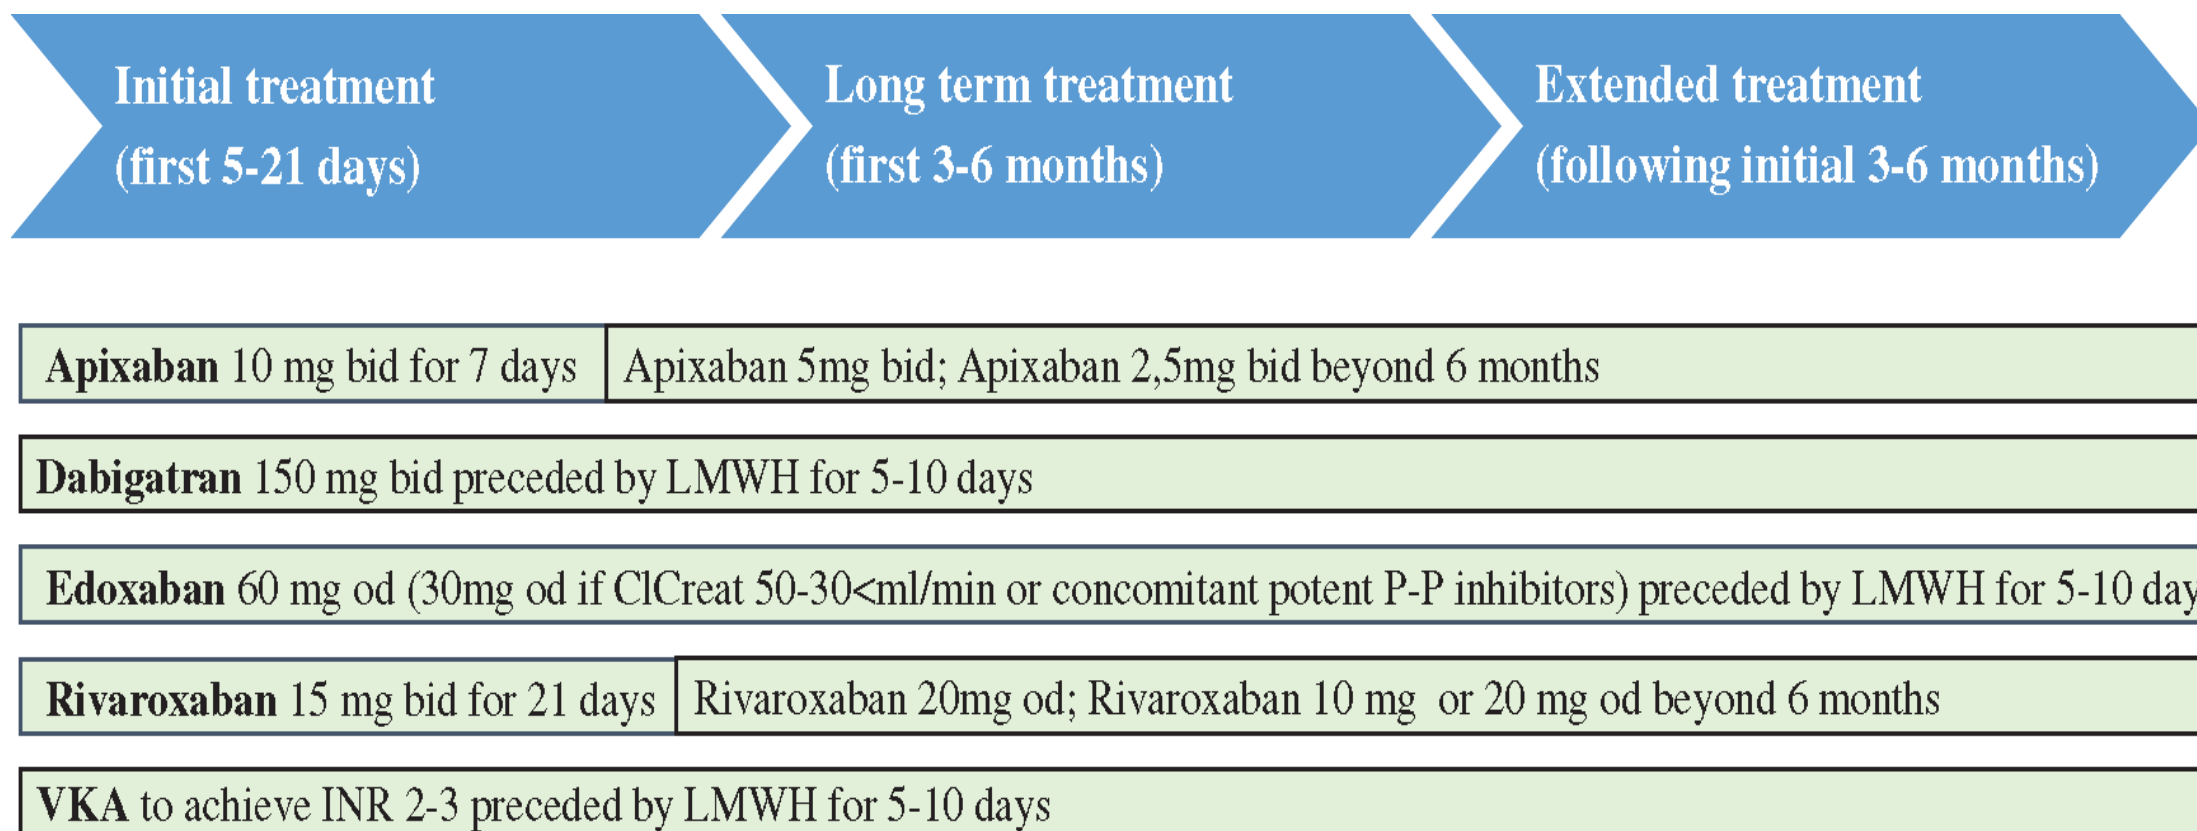 Initial treatment
(first 5-21 days)
Long term treatment
(first 3-6 months)
Extended treatment
(following initial 3-6 months)
Apixaban 10 mg bid for 7 days
Apixaban 5mg bid; Apixaban 2,5mg bid beyond 6 months
Dabigatran 150 mg bid preceded by LMWH for 5-10 days
Edoxaban 60 mg od (30mg od if ClCreat 50-30<ml/min or concomitant potent P-P inhibitors) preceded by LMWH for 5-10 day
Rivaroxaban 15 mg bid for 21 days
Rivaroxaban 20mg od; Rivaroxaban 10 mg or 20 mg od beyond 6 months
VKA to achieve INR 2-3 preceded by LMWH for 5-10 days